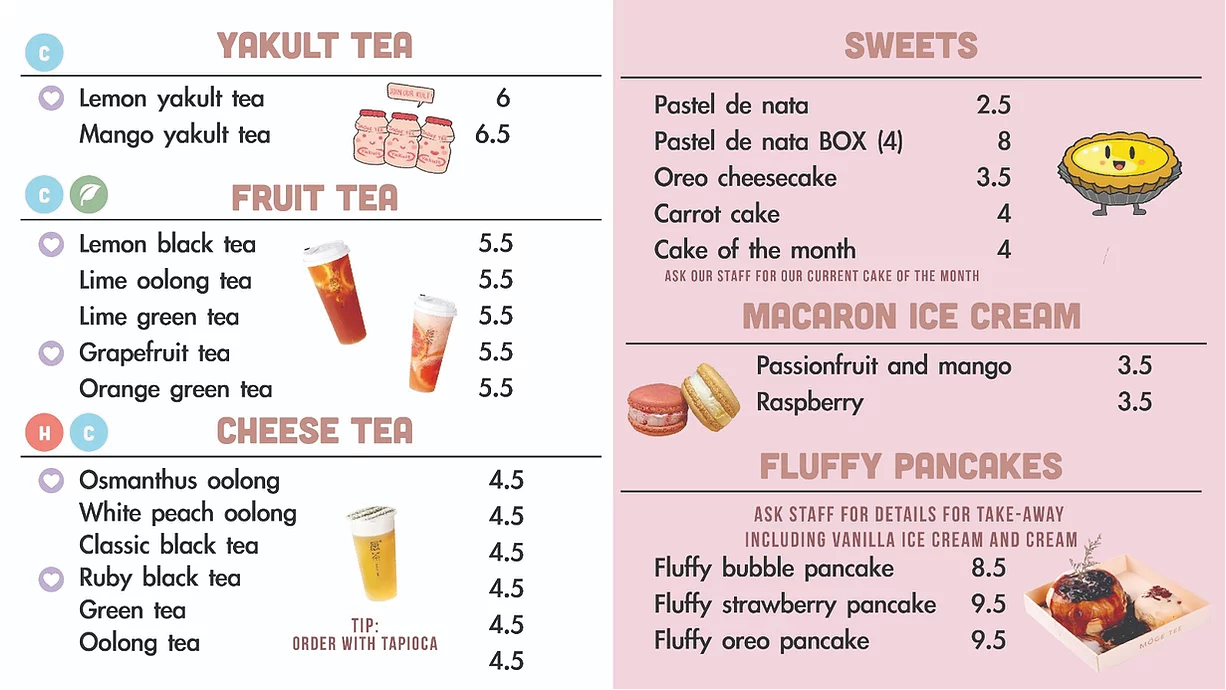 C
YAKULT TEA
Lemon yakult tea 6
Mango yakult tea 6.5
JOIN OUR KULT
C
FRUIT TEA
Lemon black tea 5.5
Lime oolong tea 5.5
Lime green tea 5.5
Grapefruit tea 5.5
Orange green tea 5.5
H C
CHEESE TEA
Osmanthus oolong 4.5
White peach oolong 4.5
Classic black tea 4.5
Ruby black tea 4.5
Green tea 4.5
Oolong tea 4.5
TIP:
ORDER WITH TAPIOCA
SWEETS
Pastel de nata 2.5
Pastel de nata BOX (4) 8
Oreo cheesecake 3.5
Carrot cake 4
Cake of the month 4
ASK OUR STAFF FOR OUR CURRENT CAKE OF THE MONTH
MACARON ICE CREAM
Passionfruit and mango 3.5
Raspberry 3.5
FLUFFY PANCAKES
ASK STAFF FOR DETAILS FOR TAKE-AWAY
INCLUDING VANILLA ICE CREAM AND CREAM
Fluffy bubble pancake 8.5
Fluffy strawberry pancake 9.5
Fluffy oreo pancake 9.5
MÖGE TEE